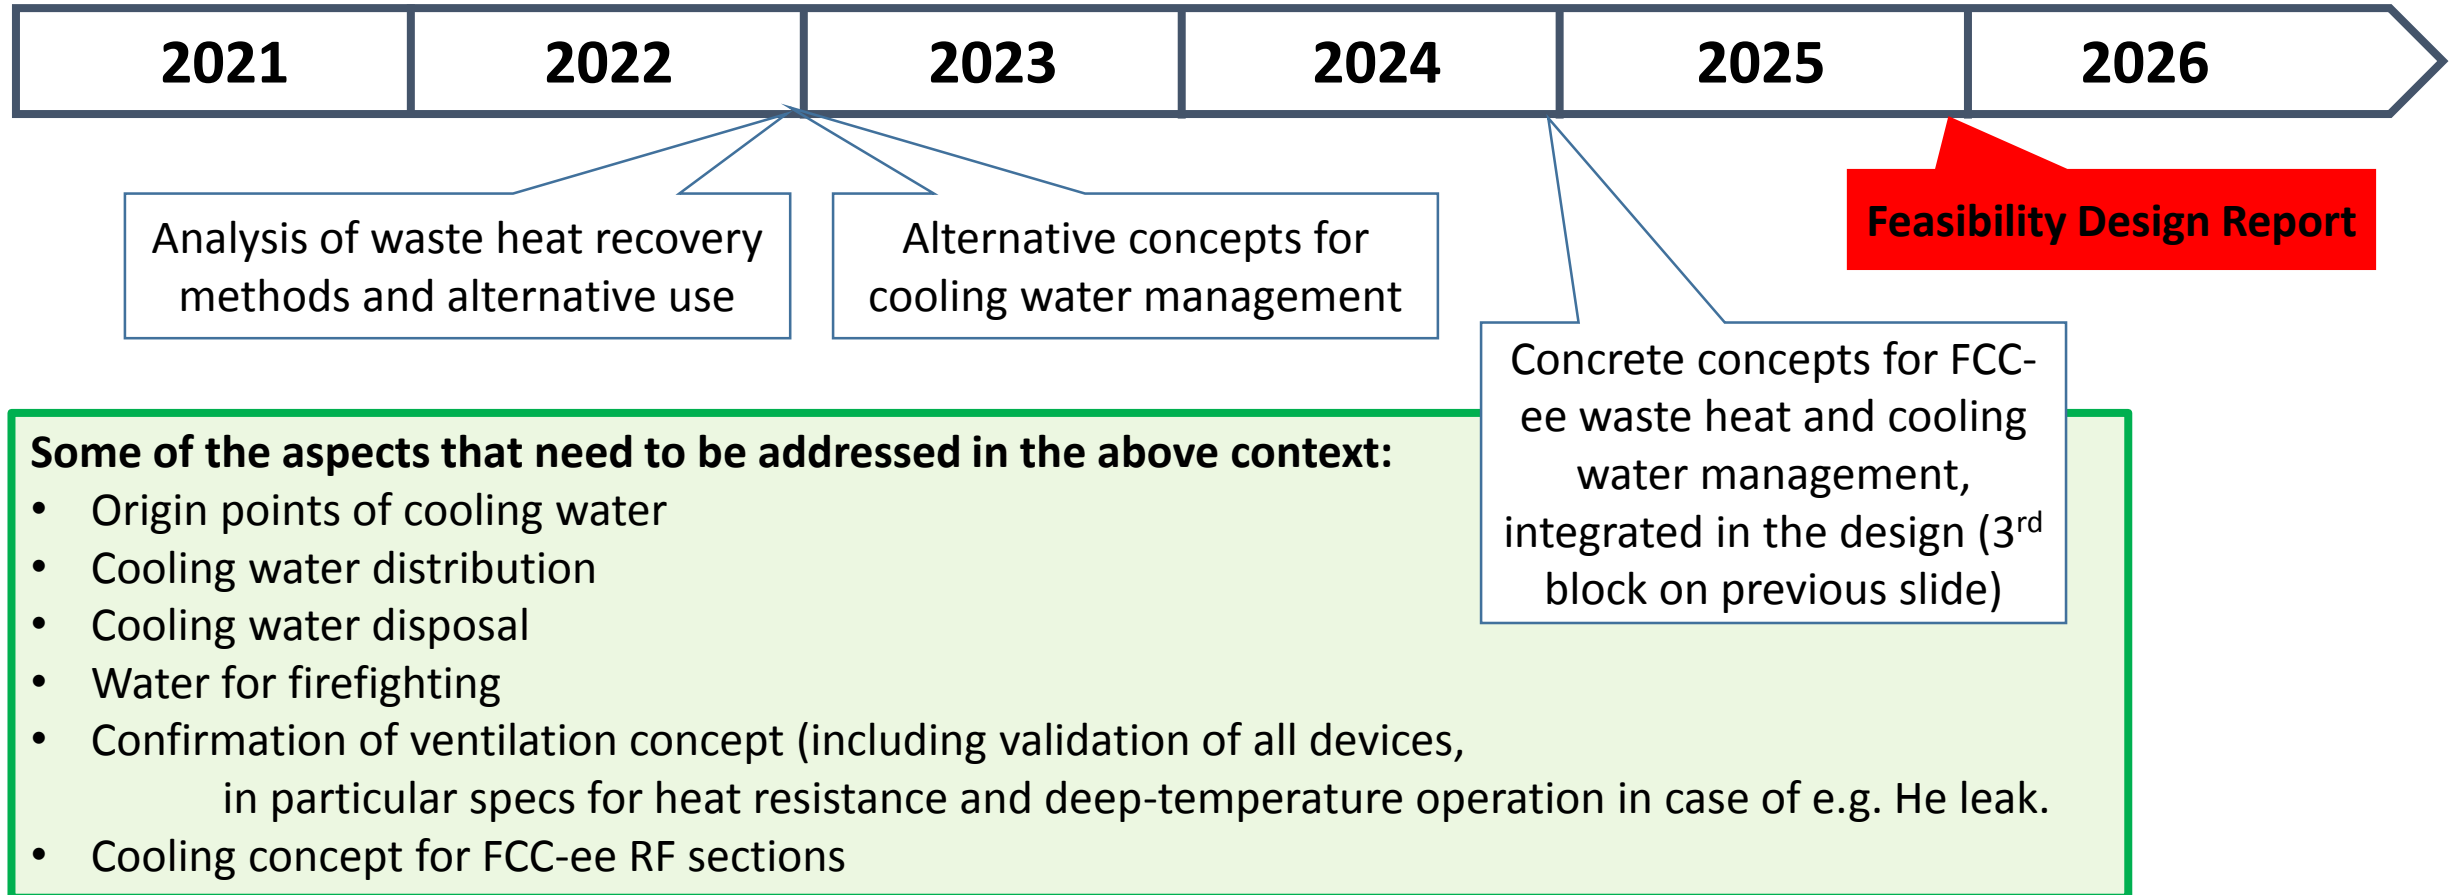 2021 2022 2023 2024 2025 2026
Analysis of waste heat recovery
methods and alternative use
Alternative concepts for
cooling water management
Feasibility Design Report
Concrete concepts for FCC-
ee waste heat and cooling
water management,
integrated in the design (3rd
block on previous slide)
Some of the aspects that need to be addressed in the above context:
• Origin points of cooling water
• Cooling water distribution
• Cooling water disposal
• Water for firefighting
• Confirmation of ventilation concept (including validation of all devices,
in particular specs for heat resistance and deep-temperature operation in case of e.g. He leak.
• Cooling concept for FCC-ee RF sections